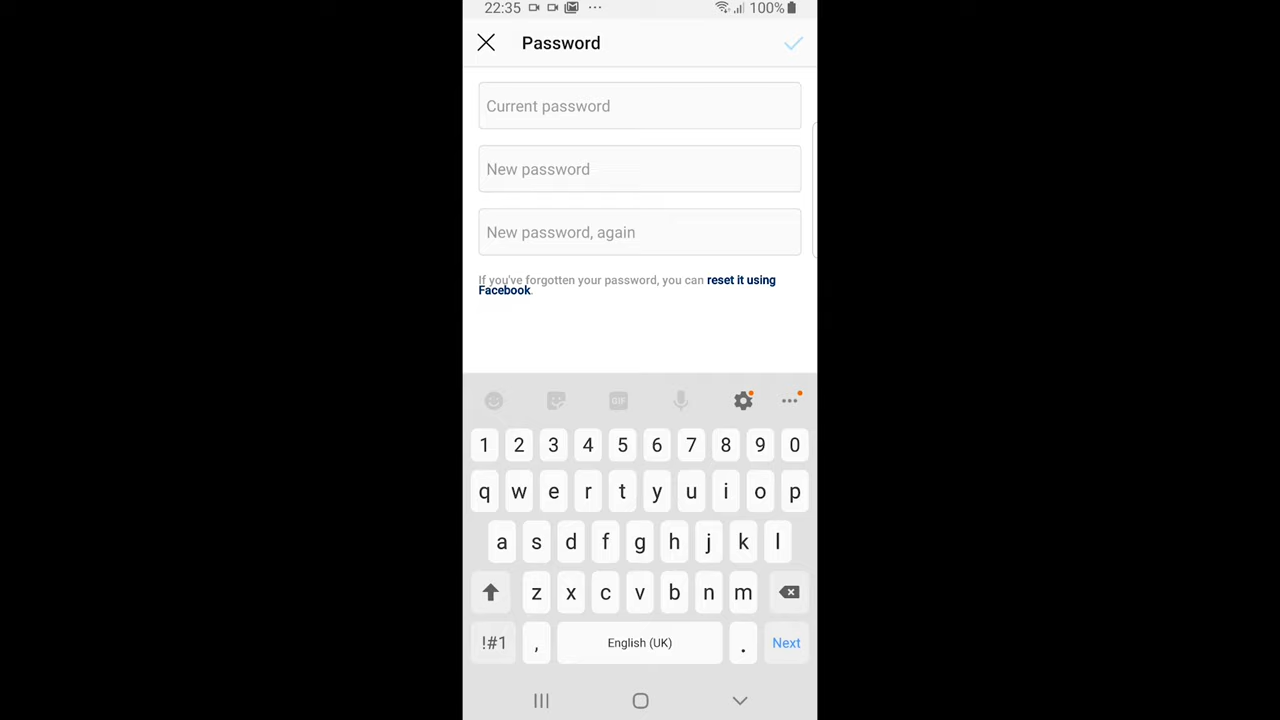 22:35 100%
Password
Current password
New password
New password, again
If you've forgotten your password, you can reset it using
Facebook.
GIF
1 2 3 4 5 6 7 8 9 0
q w e r t y u i o p
a s d f g h j k l
z x c v b n m
!#1 , English (UK) . Next